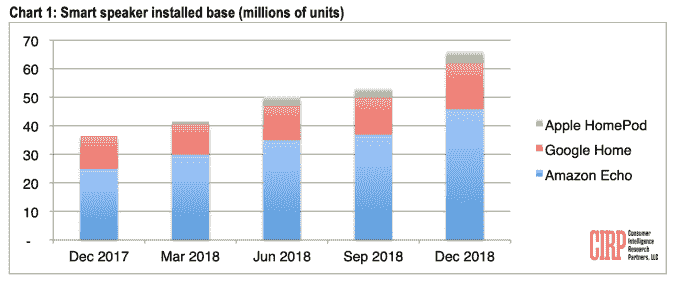 Chart 1: Smart speaker installed base (millions of units)
70
60
50
40
30
20
10
-
Dec 2017 Mar 2018 Jun 2018 Sep 2018 Dec 2018
Apple HomePod
Google Home
Amazon Echo
CIRP
Consumer
Intelligence
Research
Partners, LLC